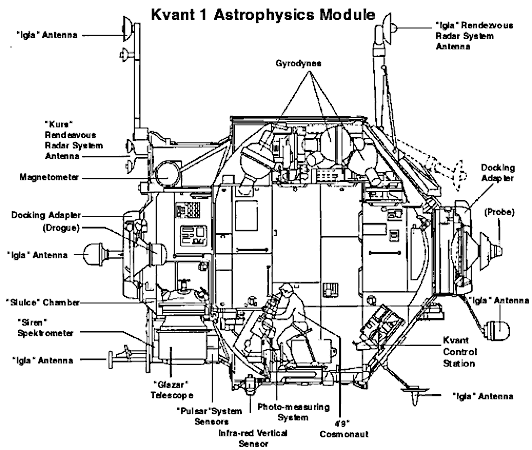 Kvant 1 Astrophysics Module
"Igla" Antenna
"Igla" Rendezvous
Radar System
Antenna
Gyrodynes
"Kurs"
Rendeavous
Radar System
Antenna
Magnetometer
Docking
Adapter
(Probe)
Docking Adapter
(Drogue)
"Igla" Antenna
"Igla" Antenna
"Sluice" Chamber
"Siren"
Spektrometer
"Igla" Antenna
Kvant
Control
Station
"Glazar"
Telescope
"Igla" Antenna
"Pulsar"System
Sensors
Photo-measuring
System
4'9"
Cosmonaut
Infra-red Vertical
Sensor